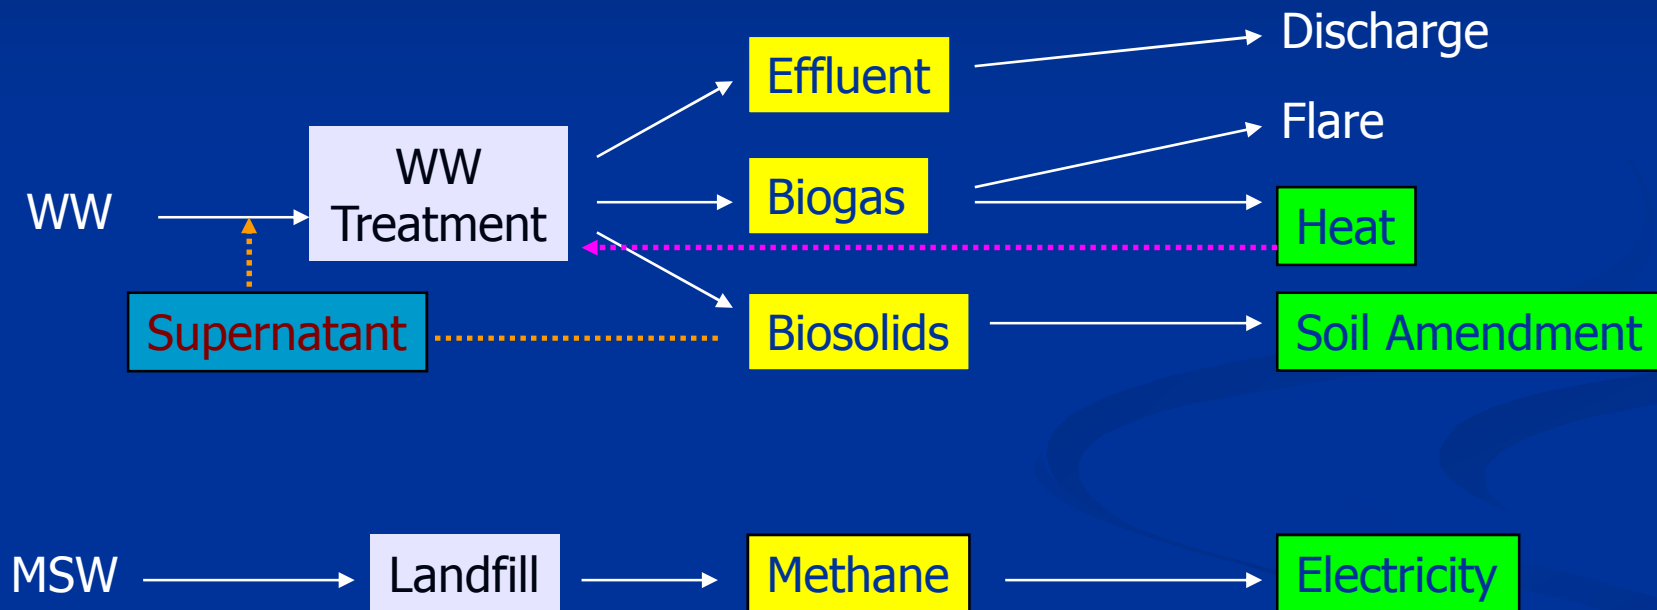 Discharge
Effluent
Flare
WW
WW
Treatment
Biogas
Heat
Supernatant
Biosolids
Soil Amendment
MSW
Landfill
Methane
Electricity